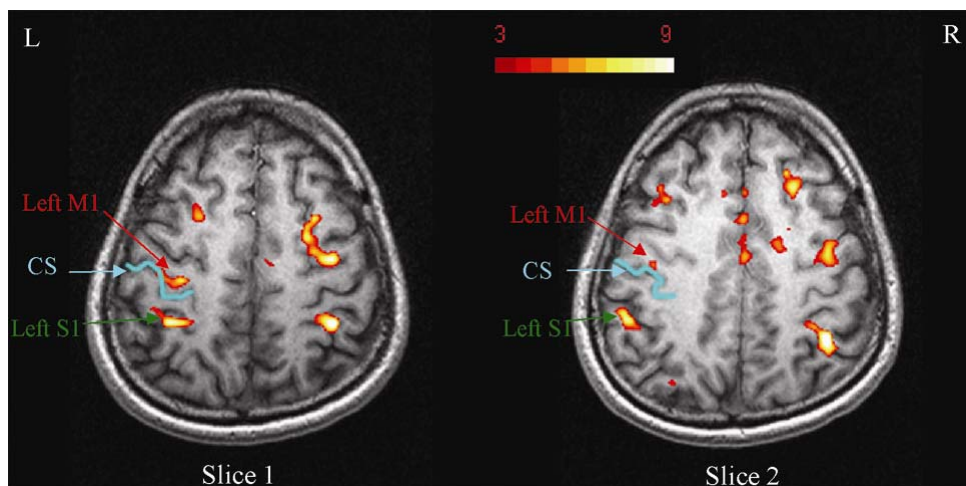 L
3 9
R
Left M1
CS
Left S1
Left M1
CS
Left S1
Slice 1
Slice 2